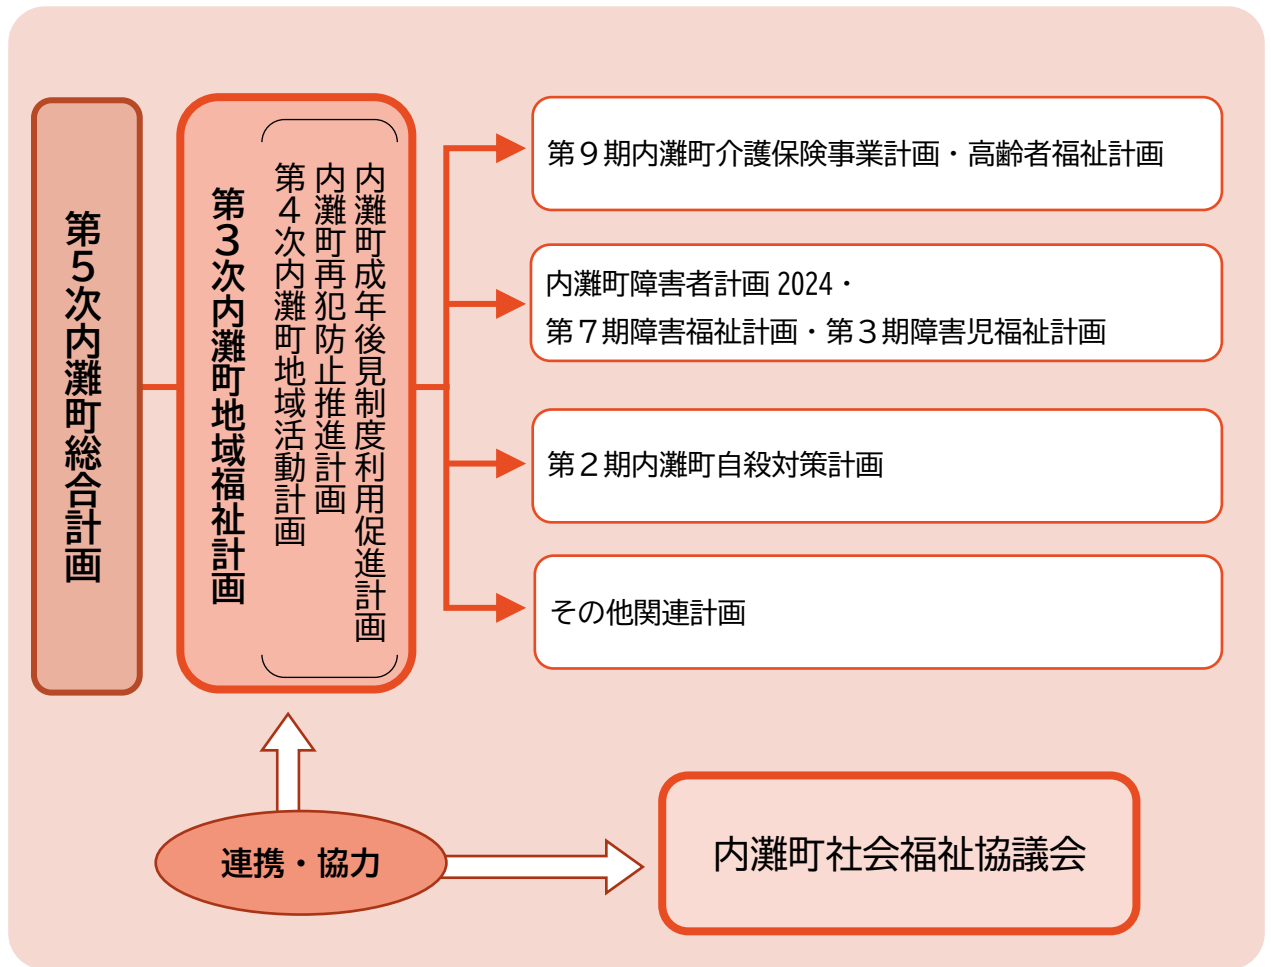 第５次内灘町総合計画
第３次内灘町地域福祉計画
内灘町成年後見制度利用促進計画
内灘町再犯防止推進計画
第４次内灘町地域活動計画
第９期内灘町介護保険事業計画・高齢者福祉計画
内灘町障害者計画 2024・
第７期障害福祉計画・第３期障害児福祉計画
第２期内灘町自殺対策計画
その他関連計画
連携・協力
内灘町社会福祉協議会